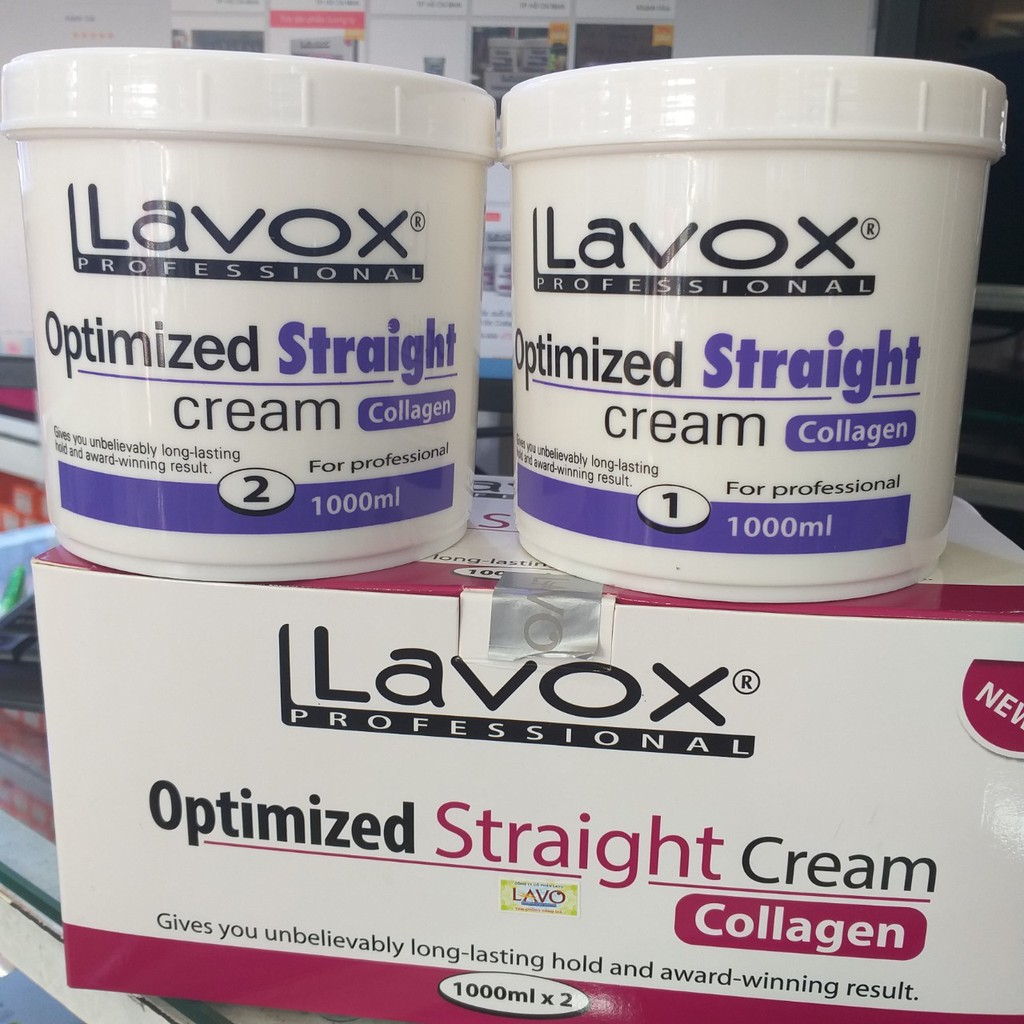 Lavox®
PROFESSIONAL
Optimized Straight
cream Collagen
Gives you unbelievably long-lasting
hold and award-winning result.
For professional
2
1000ml
Lavox®
PROFESSIONAL
Optimized Straight
cream Collagen
Gives you unbelievably long-lasting
hold and award-winning result.
For professional
1
1000ml
long-lasting
Lavox®
PROFESSIONAL
NEW
Optimized Straight Cream
Collagen
LAVO
Gives you unbelievably long-lasting hold and award-winning result.
1000ml x 2